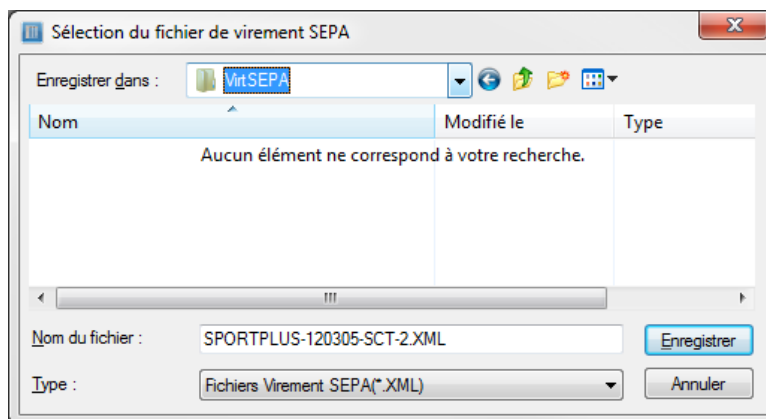 Sélection du fichier de virement SEPA
Enregistrer dans :
VirtSEPA
Nom Modifié le Type
Aucun élément ne correspond à votre recherche.
Nom du fichier : SPORTPLUS-120305-SCT-2.XML Enregistrer
Type : Fichiers Virement SEPA(*.XML) Annuler